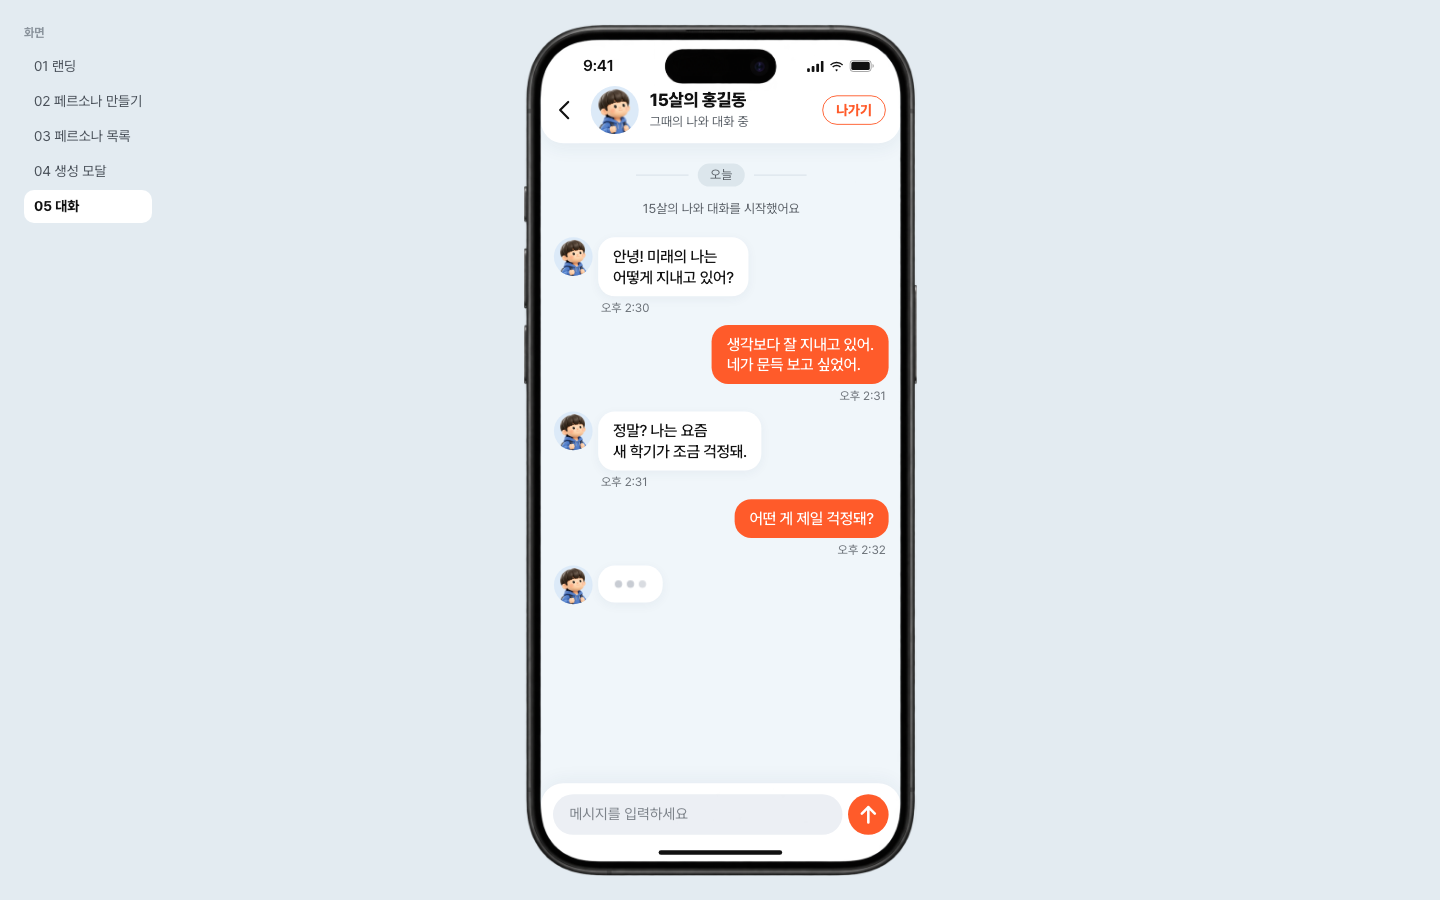 화면
01 랜딩
02 페르소나 만들기
03 페르소나 목록
04 생성 모달
05 대화
9:41
15살의 홍길동
그때의 나와 대화 중
나가기
오늘
15살의 나와 대화를 시작했어요
안녕! 미래의 나는
어떻게 지내고 있어?
오후 2:30
생각보다 잘 지내고 있어.
네가 문득 보고 싶었어.
오후 2:31
정말? 나는 요즘
새 학기가 조금 걱정돼.
오후 2:31
어떤 게 제일 걱정돼?
오후 2:32
메시지를 입력하세요